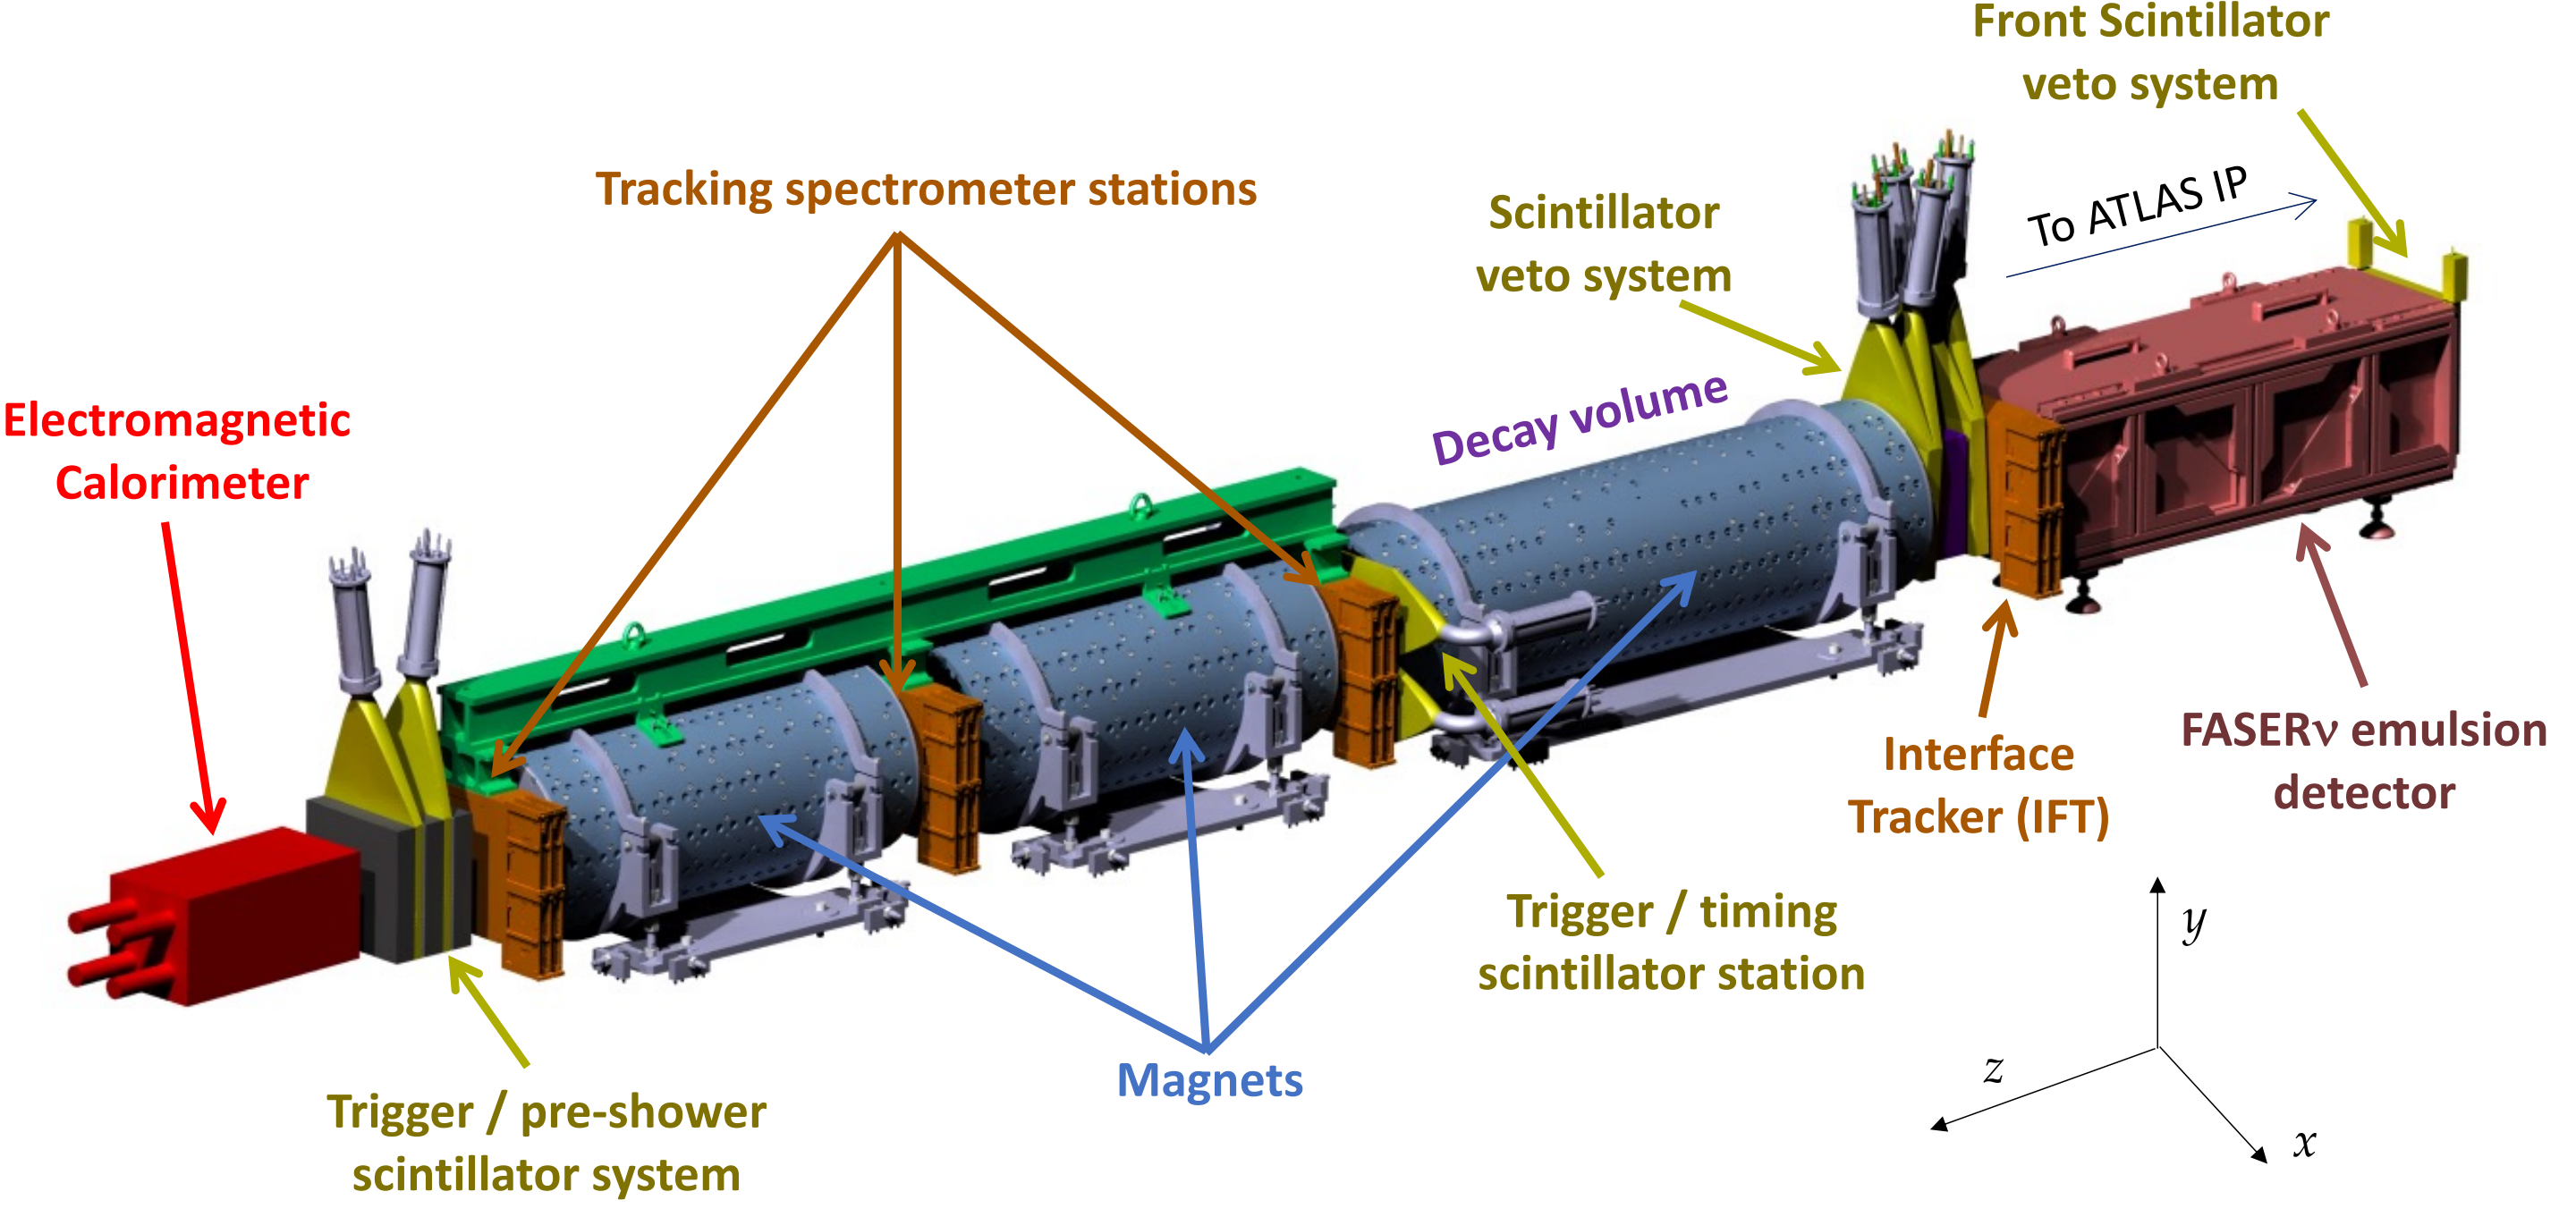 Front Scintillator
veto system
To ATLAS IP
Tracking spectrometer stations
Scintillator
veto system
Decay volume
Electromagnetic
Calorimeter
Interface
Tracker (IFT)
FASERν emulsion
detector
Trigger / timing
scintillator station
Magnets
Trigger / pre-shower
scintillator system
y
z
x